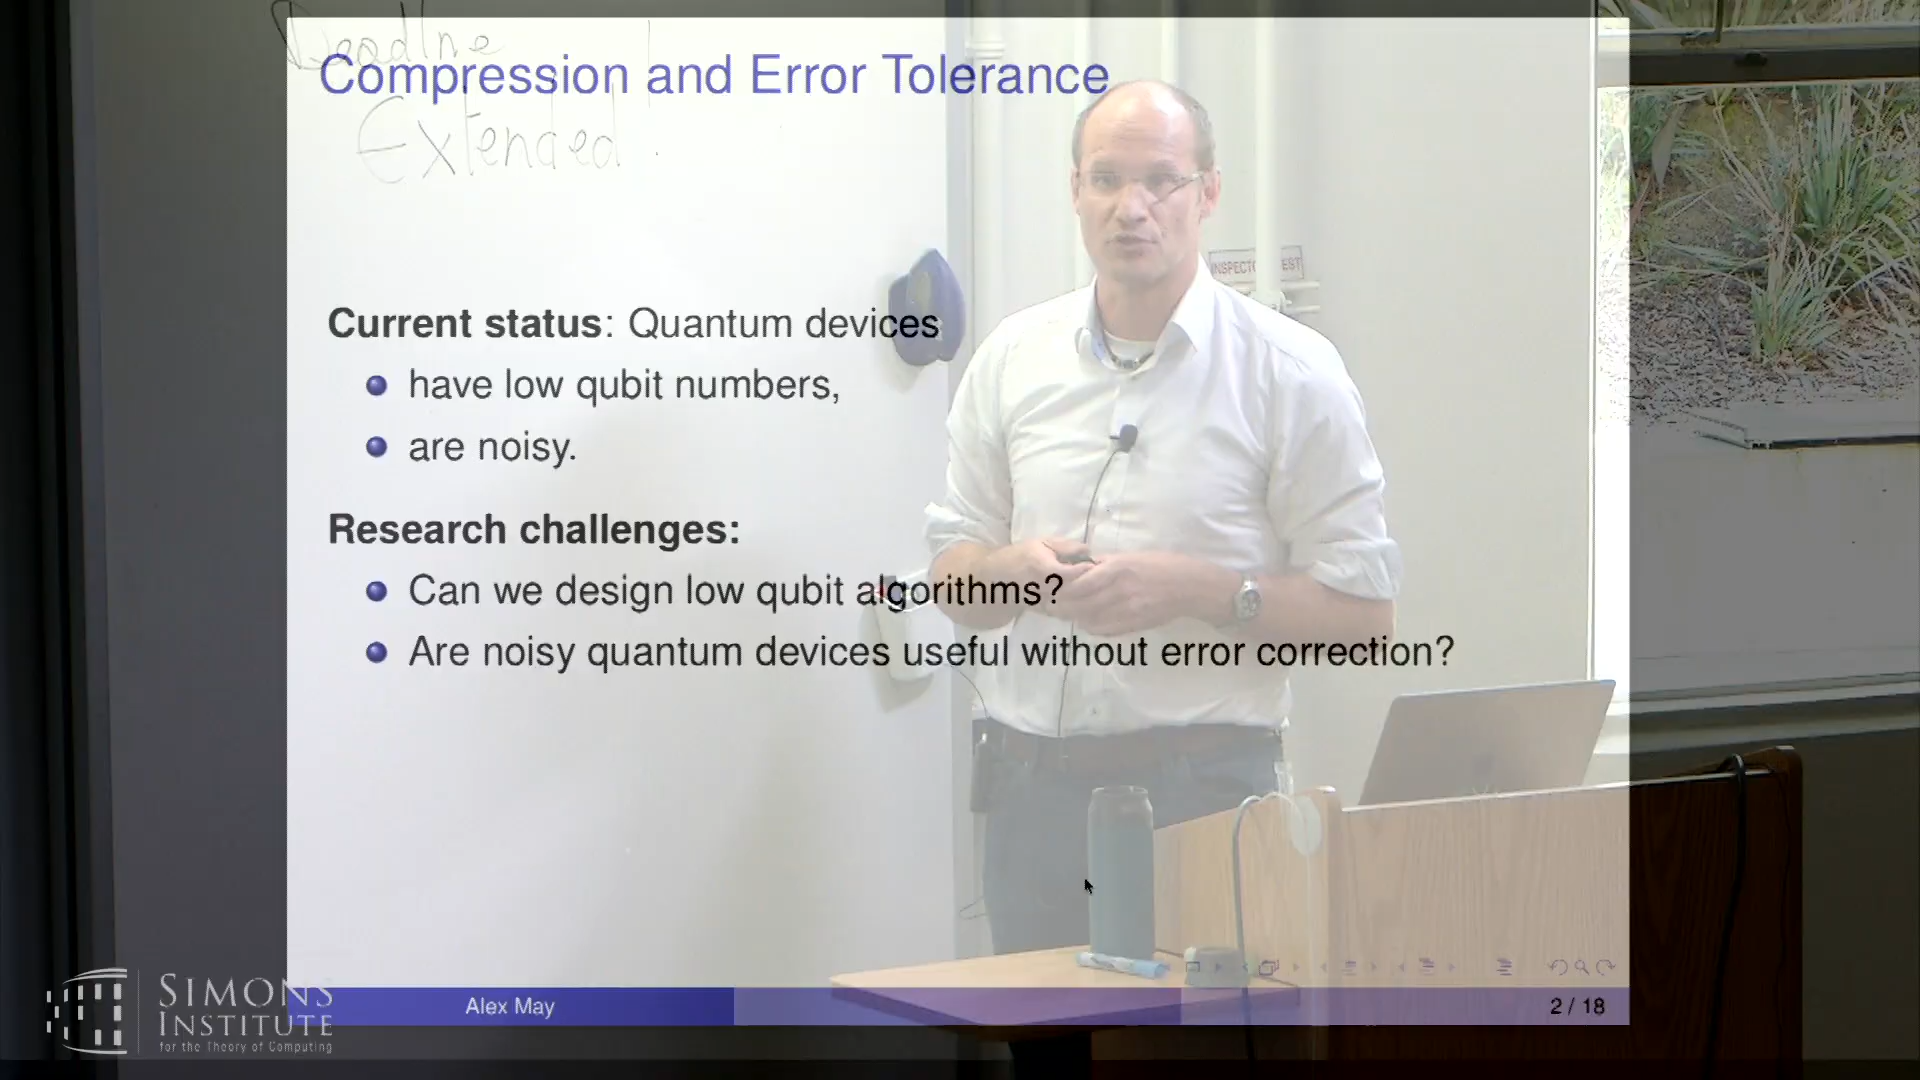 Deadline
Compression and Error Tolerance
Extended!
INSPECTO EST
Current status: Quantum devices
have low qubit numbers,
are noisy.
Research challenges:
Can we design low qubit algorithms?
Are noisy quantum devices useful without error correction?
SIMONS
INSTITUTE
for the Theory of Computing
Alex May
2 / 18